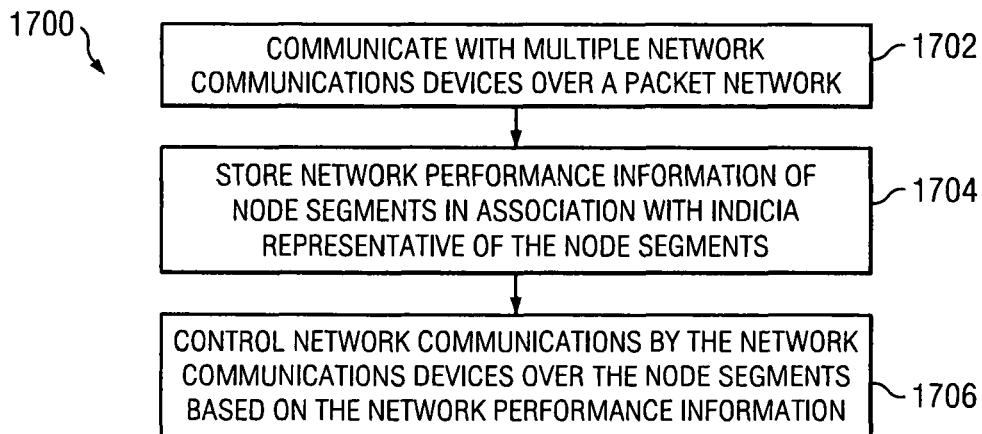 1700
COMMUNICATE WITH MULTIPLE NETWORK
COMMUNICATIONS DEVICES OVER A PACKET NETWORK
1702
STORE NETWORK PERFORMANCE INFORMATION OF
NODE SEGMENTS IN ASSOCIATION WITH INDICIA
REPRESENTATIVE OF THE NODE SEGMENTS
1704
CONTROL NETWORK COMMUNICATIONS BY THE NETWORK
COMMUNICATIONS DEVICES OVER THE NODE SEGMENTS
BASED ON THE NETWORK PERFORMANCE INFORMATION
1706